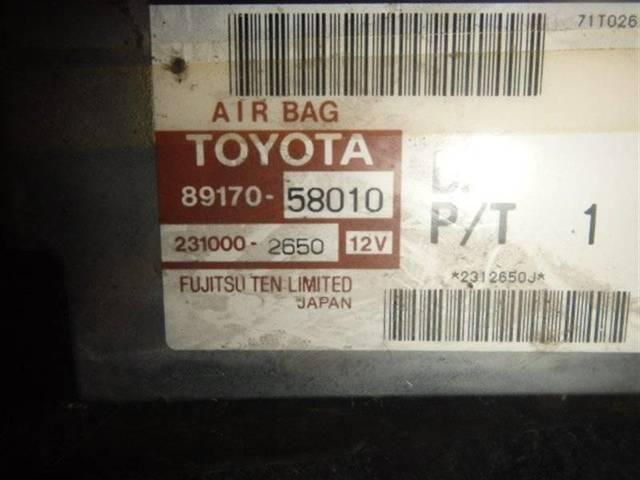 71T026
AIR BAG
TOYOTA
89170-58010
P/T 1
231000-2650 12V
*2312650J*
FUJITSU TEN LIMITED
JAPAN